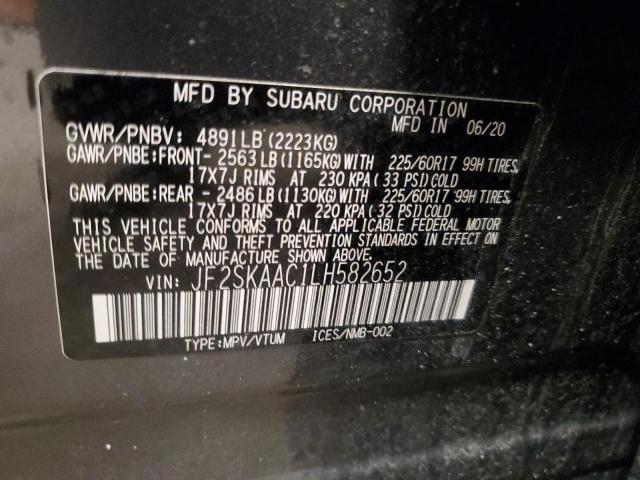 MFD BY SUBARU CORPORATION
MFD IN 06/20
GVWR/PNBV: 4891LB (2223KG)
GAWR/PNBE:FRONT- 2563 LB (1165KG) WITH 225/60R17 99H TIRES,
17X7J RIMS AT 230 KPA ( 33 PSI) COLD
GAWR/PNBE:REAR - 2486 LB (1130KG) WITH 225/60R17 99H TIRES,
17X7J RIMS AT 220 KPA ( 32 PSI) COLD
THIS VEHICLE CONFORMS TO ALL APPLICABLE FEDERAL MOTOR
VEHICLE SAFETY AND THEFT PREVENTION STANDARDS IN EFFECT ON
THE DATE OF MANUFACTURE SHOWN ABOVE.
VIN: JF2SKAAC1LH582652
TYPE:MPV/VTUM ICES/NMB-002